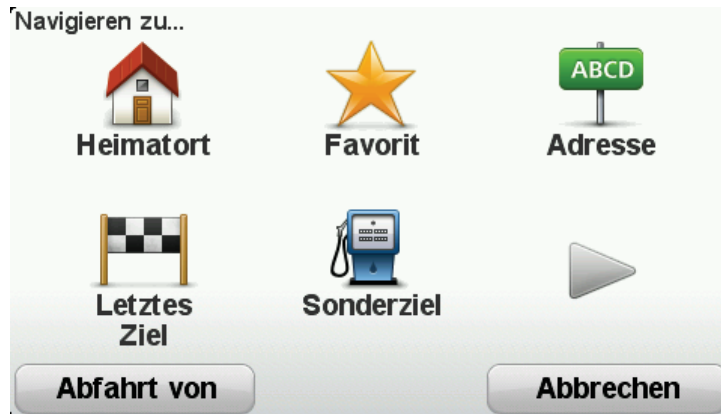 Navigieren zu...
ABCD
Heimatort
Favorit
Adresse
Letztes
Ziel
Sonderziel
Abfahrt von
Abbrechen